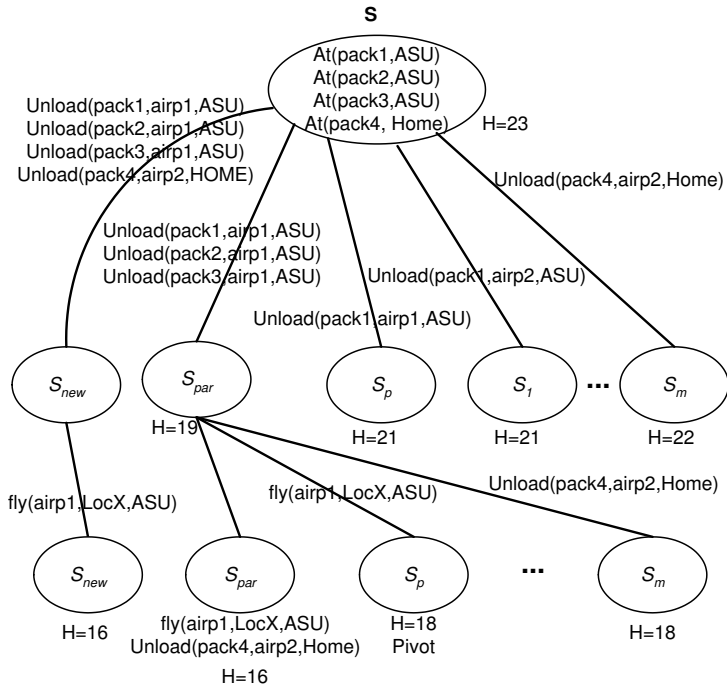 S
At(pack1,ASU)
At(pack2,ASU)
At(pack3,ASU)
At(pack4, Home)
H=23
Unload(pack1,airp1,ASU)
Unload(pack2,airp1,ASU)
Unload(pack3,airp1,ASU)
Unload(pack4,airp2,HOME)
Unload(pack4,airp2,Home)
Unload(pack1,airp1,ASU)
Unload(pack2,airp1,ASU)
Unload(pack3,airp1,ASU)
Unload(pack1,airp2,ASU)
Unload(pack1,airp1,ASU)
Snew
Spar
Sp
S1
...
Sm
H=19
H=21
H=21
H=22
fly(airp1,LocX,ASU)
fly(airp1,LocX,ASU)
Unload(pack4,airp2,Home)
Snew
Spar
Sp
...
Sm
H=16
fly(airp1,LocX,ASU)
Unload(pack4,airp2,Home)
H=16
H=18
Pivot
H=18